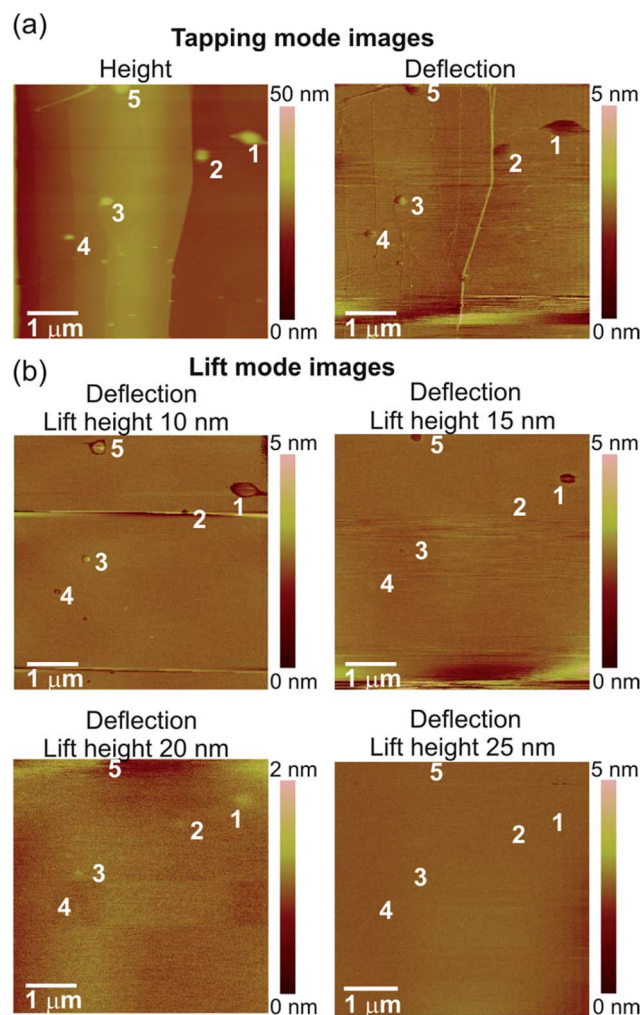 (a)
Tapping mode images
Height
Deflection
50 nm
5 nm
5
5
1
1
2
2
3
3
4
4
1 μm
1 μm
0 nm
0 nm
(b)
Lift mode images
Deflection
Lift height 10 nm
Deflection
Lift height 15 nm
5 nm
5 nm
5
5
1
1
2
2
3
3
4
4
1 μm
1 μm
0 nm
0 nm
Deflection
Lift height 20 nm
Deflection
Lift height 25 nm
2 nm
5 nm
5
5
1
1
2
2
3
3
4
4
1 μm
1 μm
0 nm
0 nm